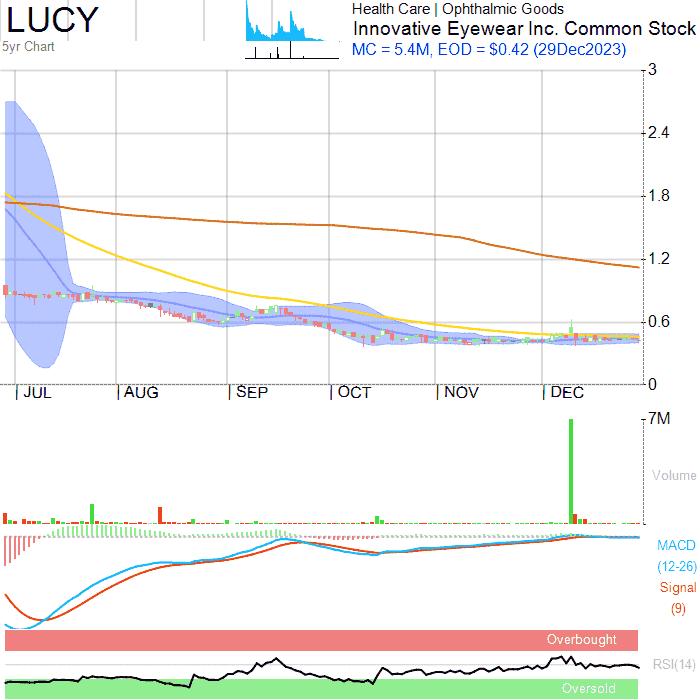 LUCY
5yr Chart
Health Care | Ophthalmic Goods
Innovative Eyewear Inc. Common Stock
MC = 5.4M, EOD = $0.42 (29Dec2023)
3
2.4
1.8
1.2
0.6
0
JUL AUG SEP OCT NOV DEC
7M
Volume
MACD
(12-26)
Signal
(9)
Overbought
RSI(14)
Oversold